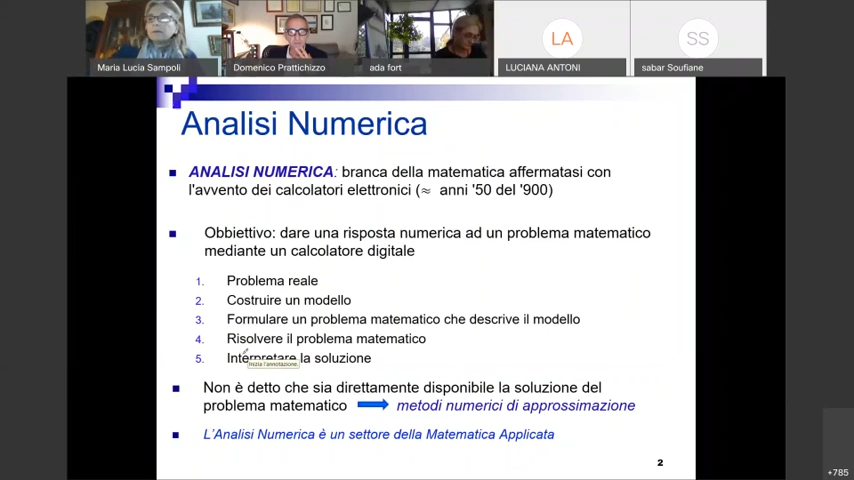 Maria Lucia Sampoli
Domenico Prattichizzo
ada fort
LA
LUCIANA ANTONI
SS
sabar Soufiane
Analisi Numerica
ANALISI NUMERICA: branca della matematica affermatasi con
l'avvento dei calcolatori elettronici (≈ anni '50 del '900)
Obbiettivo: dare una risposta numerica ad un problema matematico
mediante un calcolatore digitale
1. Problema reale
2. Costruire un modello
3. Formulare un problema matematico che descrive il modello
4. Risolvere il problema matematico
5. Interpretare la soluzione
Inizia l'annotazione
Non è detto che sia direttamente disponibile la soluzione del
problema matematico metodi numerici di approssimazione
L'Analisi Numerica è un settore della Matematica Applicata
2
+785